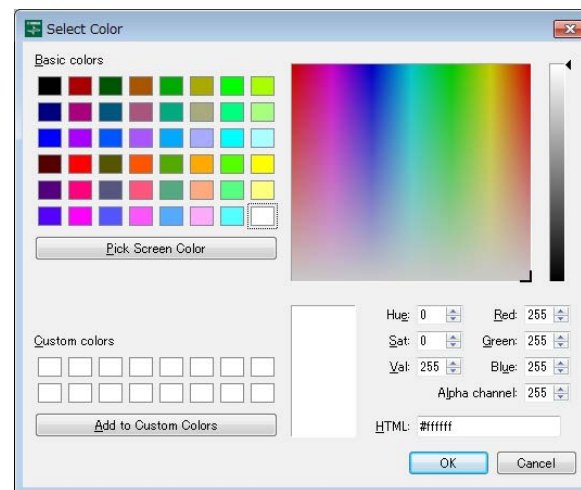 Select Color
Basic colors
Pick Screen Color
Custom colors
Add to Custom Colors
Hue: 0
Red: 255
Sat: 0
Green: 255
Val: 255
Blue: 255
Alpha channel: 255
HTML: #ffffff
OK
Cancel